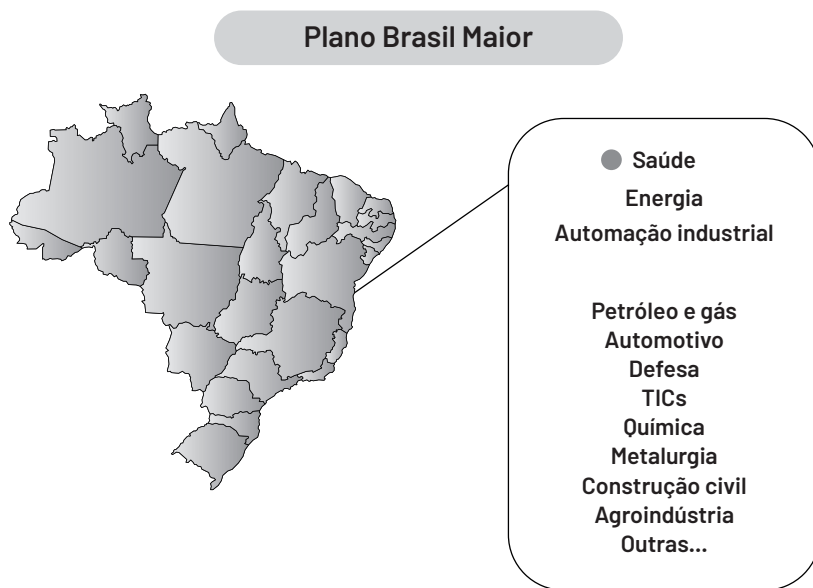 Plano Brasil Maior
Saúde
Energia
Automação industrial
Petróleo e gás
Automotivo
Defesa
TICs
Química
Metalurgia
Construção civil
Agroindústria
Outras...